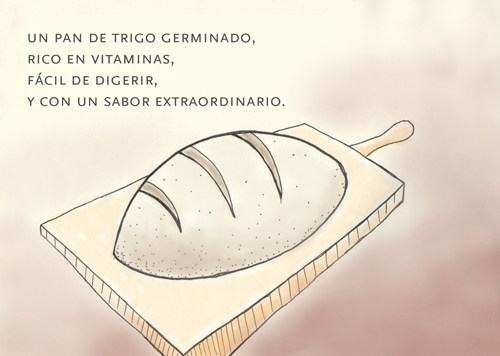 UN PAN DE TRIGO GERMINADO,
RICO EN VITAMINAS,
FÁCIL DE DIGERIR,
Y CON UN SABOR EXTRAORDINARIO.